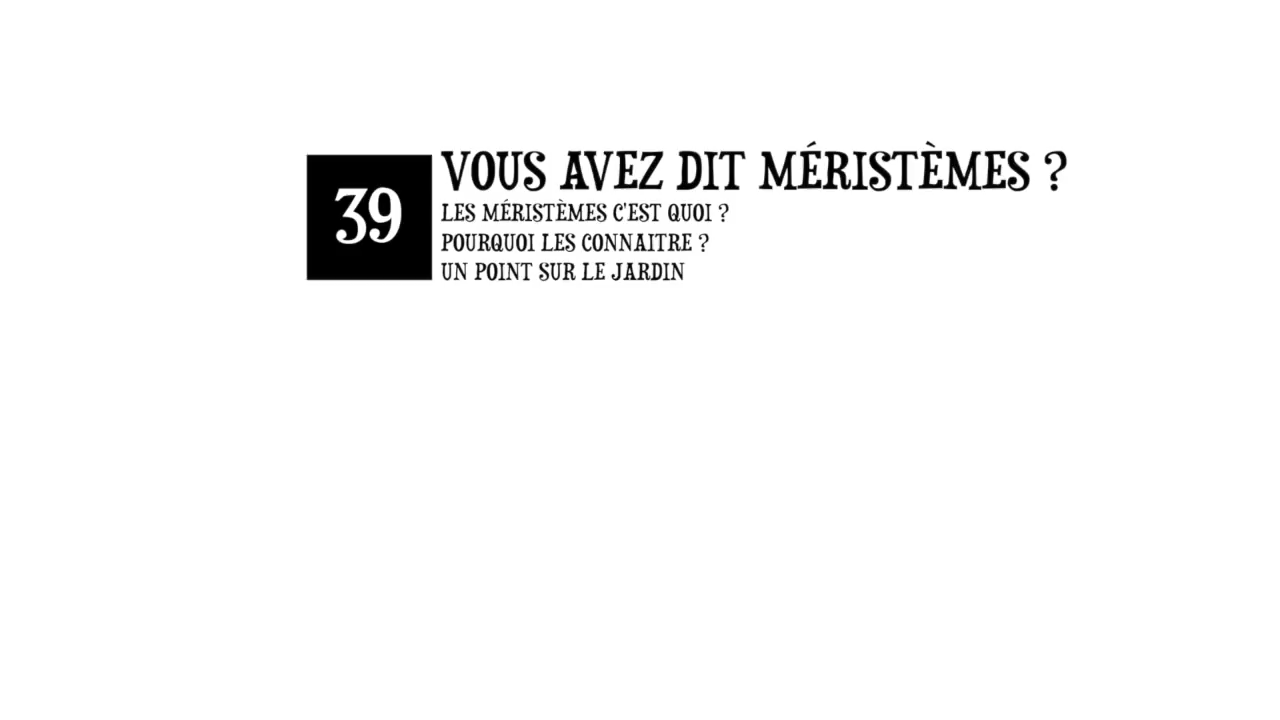 39
VOUS AVEZ DIT MÉRISTÈMES ?
LES MÉRISTÈMES C'EST QUOI ?
POURQUOI LES CONNAITRE ?
UN POINT SUR LE JARDIN